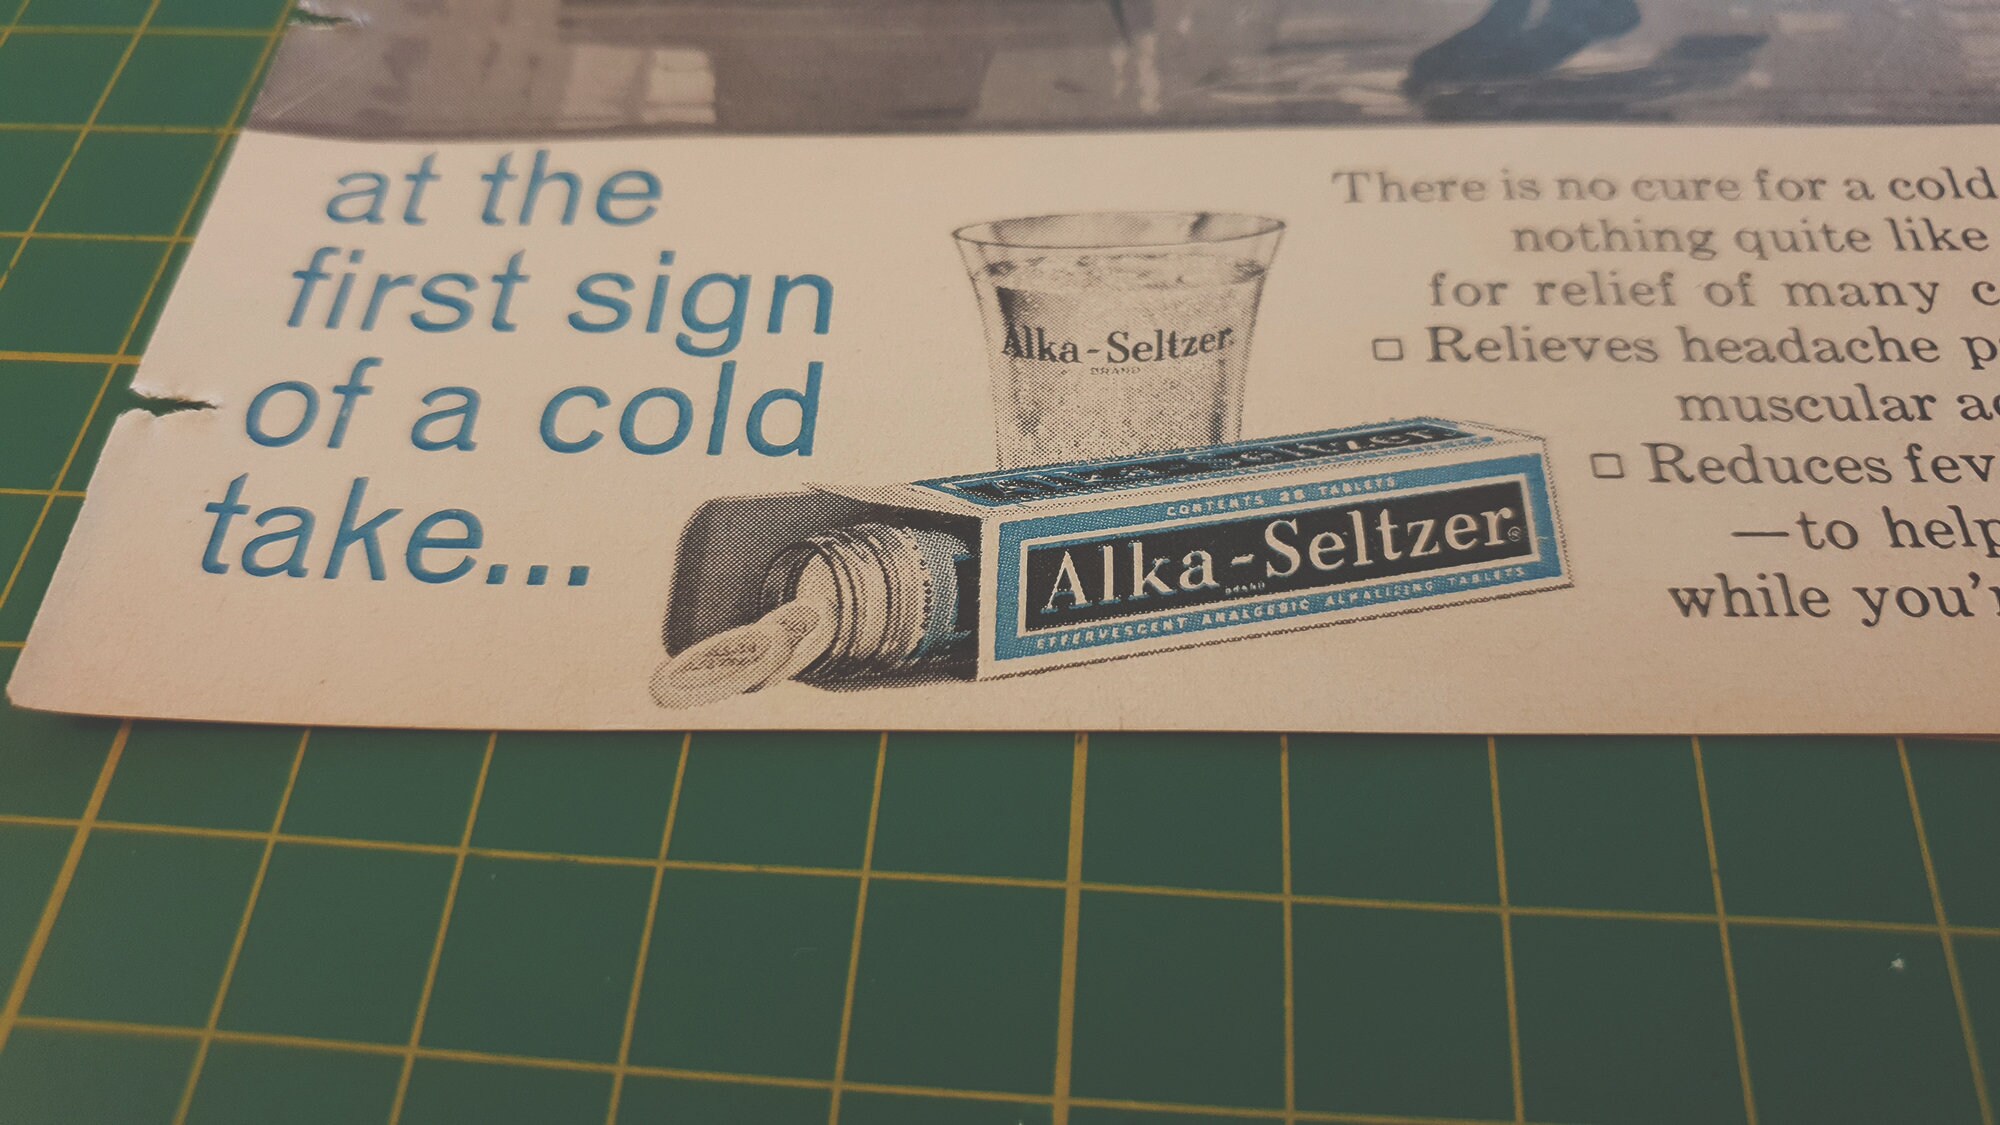 at the
first sign
of a cold
take...
Alka-Seltzer
BRAND
Alka-Seltzer
CONTENTS 25 TABLETS
Alka-Seltzer®
BRAND
EFFERVESCENT ANALGESIC ALKALIZING TABLETS
There is no cure for a cold
nothing quite like
for relief of many
□ Relieves headache
muscular
□ Reduces
—to help
while